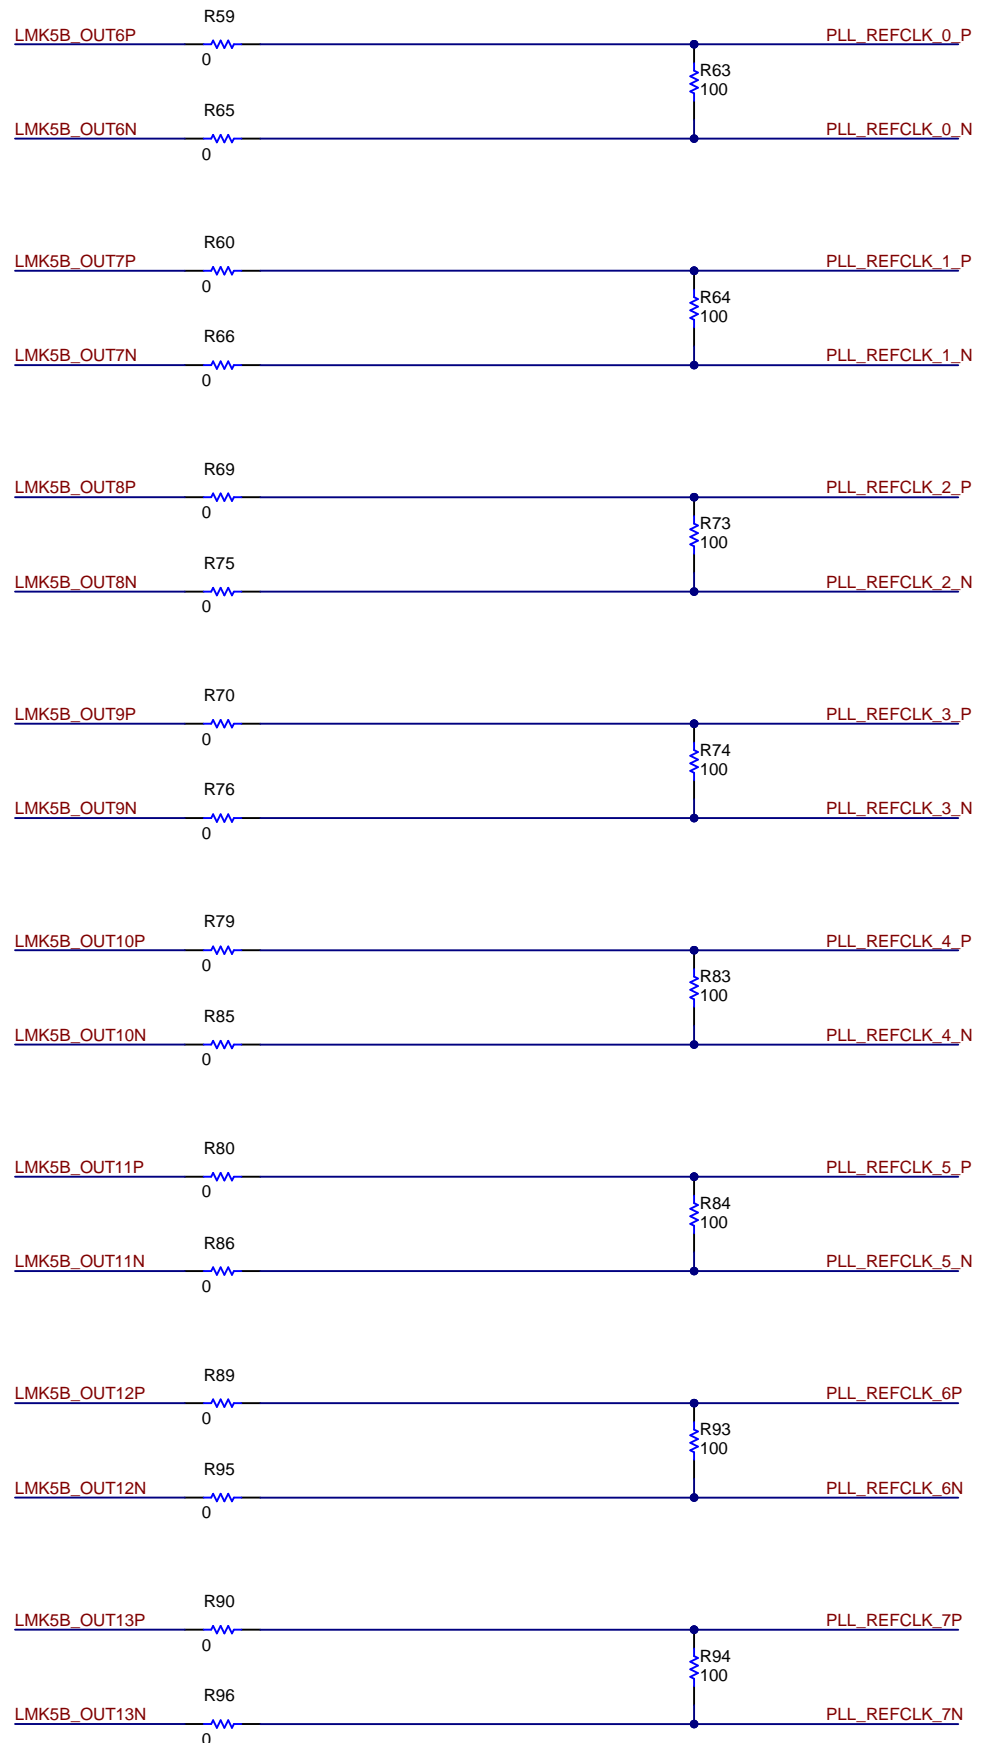 R59
LMK5B_OUT6P PLL_REFCLK_0_P
0
R63
100
R65
LMK5B_OUT6N PLL_REFCLK_0_N
0
R60
LMK5B_OUT7P PLL_REFCLK_1_P
0
R64
100
R66
LMK5B_OUT7N PLL_REFCLK_1_N
0
R69
LMK5B_OUT8P PLL_REFCLK_2_P
0
R73
100
R75
LMK5B_OUT8N PLL_REFCLK_2_N
0
R70
LMK5B_OUT9P PLL_REFCLK_3_P
0
R74
100
R76
LMK5B_OUT9N PLL_REFCLK_3_N
0
R79
LMK5B_OUT10P PLL_REFCLK_4_P
0
R83
100
R85
LMK5B_OUT10N PLL_REFCLK_4_N
0
R80
LMK5B_OUT11P PLL_REFCLK_5_P
0
R84
100
R86
LMK5B_OUT11N PLL_REFCLK_5_N
0
R89
LMK5B_OUT12P PLL_REFCLK_6P
0
R93
100
R95
LMK5B_OUT12N PLL_REFCLK_6N
0
R90
LMK5B_OUT13P PLL_REFCLK_7P
0
R94
100
R96
LMK5B_OUT13N PLL_REFCLK_7N
0